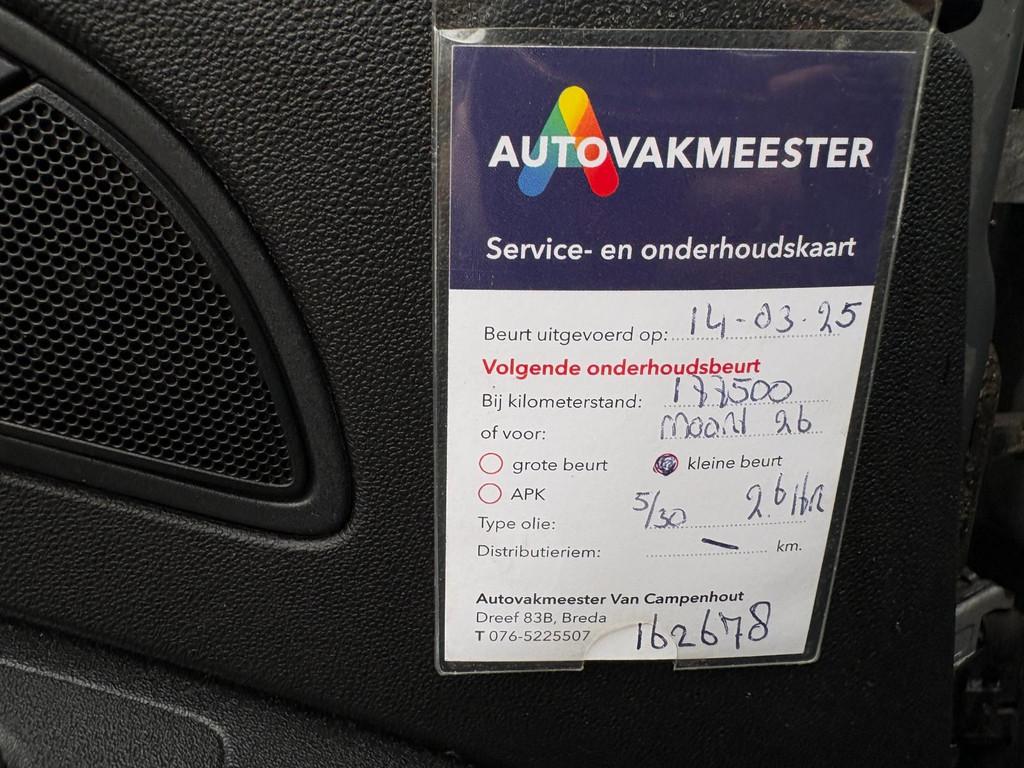 AUTOVAKMEESTER
Service- en onderhoudskaart
Beurt uitgevoerd op: 14-03-25
Volgende onderhoudsbeurt
Bij kilometerstand: 177500
of voor: maart 26
grote beurt kleine beurt
APK
Type olie: 5/30 2.6 ltr
Distributieriem: — km.
Autovakmeester Van Campenhout
Dreef 83B, Breda
T 076-5225507 162678